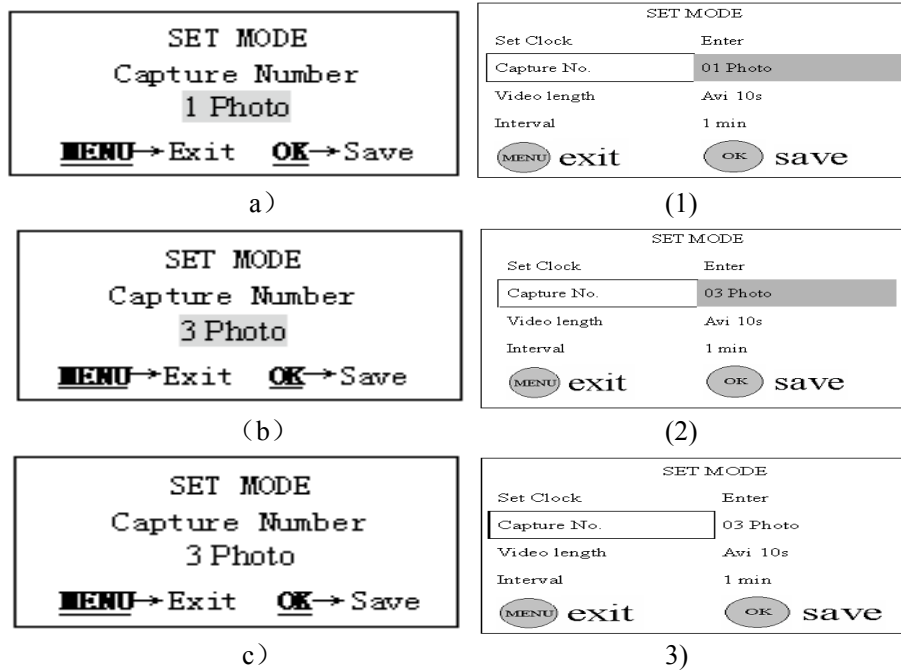 SET MODE
Capture Number
1 Photo
MENU→Exit OK→Save
a）
SET MODE
Set Clock Enter
Capture No. 01 Photo
Video length Avi 10s
Interval 1 min
MENU exit OK save
(1)
SET MODE
Capture Number
3 Photo
MENU→Exit OK→Save
（b）
SET MODE
Set Clock Enter
Capture No. 03 Photo
Video length Avi 10s
Interval 1 min
MENU exit OK save
(2)
SET MODE
Capture Number
3 Photo
MENU→Exit OK→Save
c）
SET MODE
Set Clock Enter
Capture No. 03 Photo
Video length Avi 10s
Interval 1 min
MENU exit OK save
3)